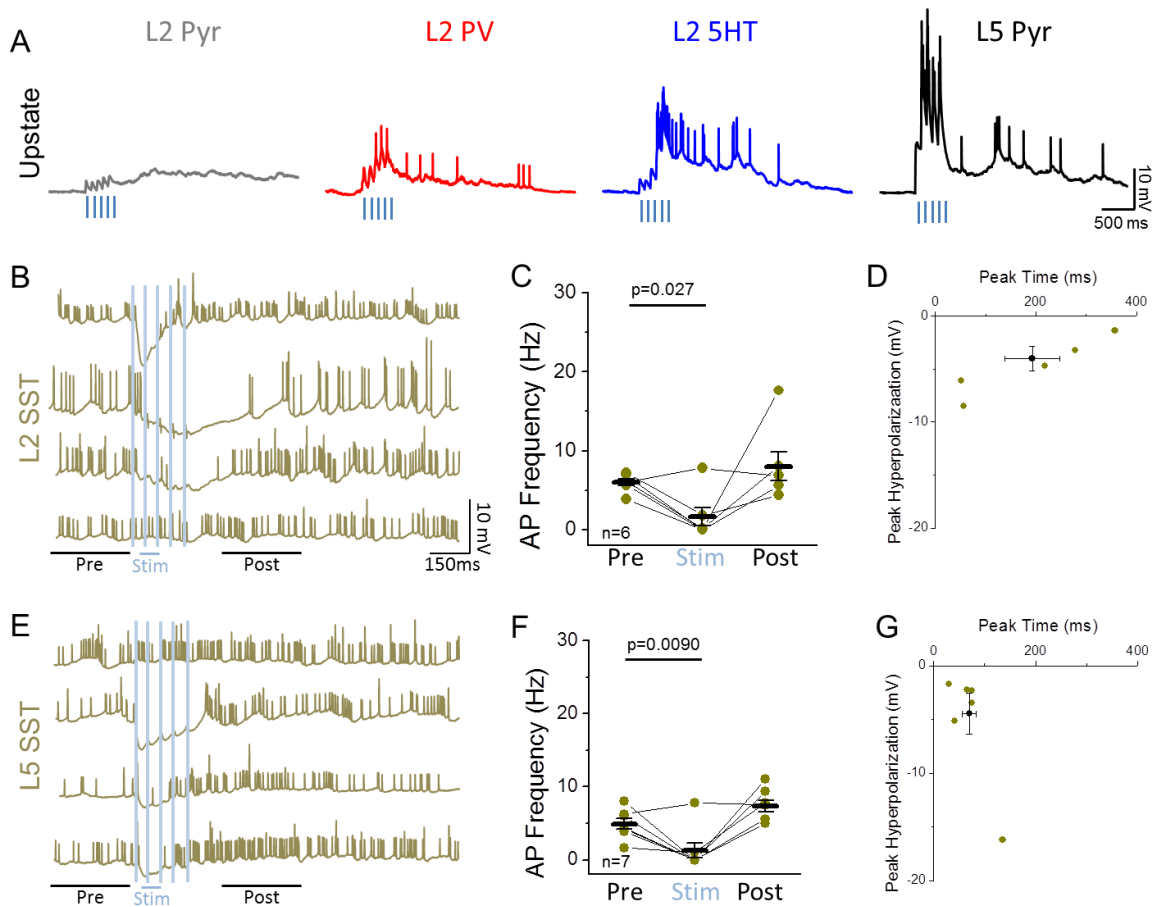 A
L2 Pyr
L2 PV
L2 5HT
L5 Pyr
Upstate
10 mV
500 ms
B
L2 SST
Pre
Stim
Post
10 mV
150ms
C
AP Frequency (Hz)
30
20
10
0
p=0.027
n=6
Pre
Stim
Post
D
Peak Time (ms)
0
200
400
Peak Hyperpolarizaation (mV)
0
-10
-20
E
L5 SST
Pre
Stim
Post
F
AP Frequency (Hz)
30
20
10
0
p=0.0090
n=7
Pre
Stim
Post
G
Peak Time (ms)
0
200
400
Peak Hyperpolarization (mV)
0
-10
-20